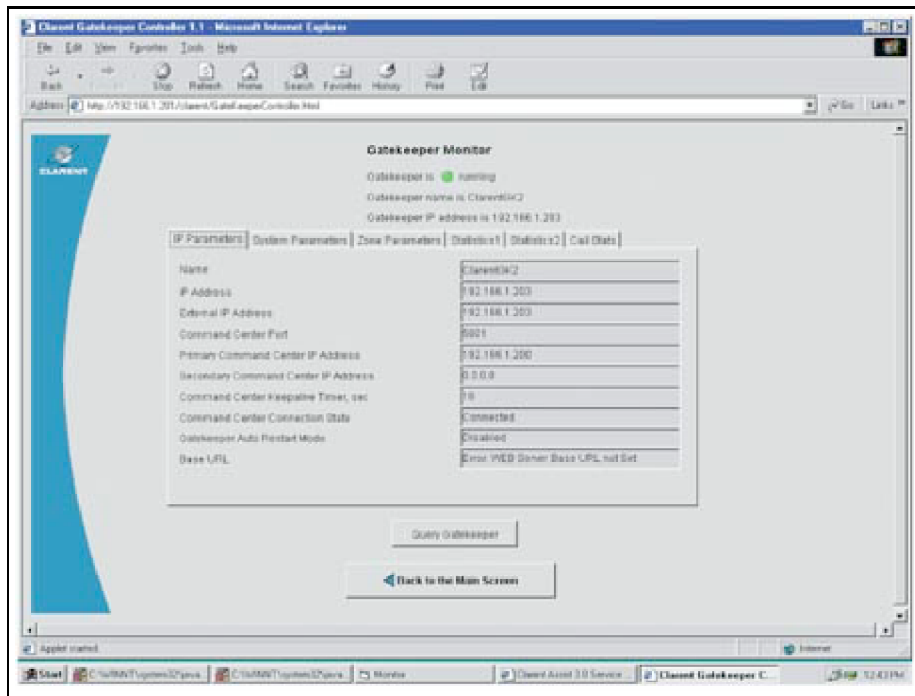 Clarent Gatekeeper Controller 1.1 - Microsoft Internet Explorer
File Edit View Favorites Tools Help
Back Stop Refresh Home Search Favorites History Print Edit
Address http://192.168.1.201/clarent/GateKeeperController.html Go Links »
CLARENT
Gatekeeper Monitor
Gatekeeper is running
Gatekeeper name is ClarentGK2
Gatekeeper IP address is 192.168.1.203
IP Parameters System Parameters Zone Parameters Statistics1 Statistics2 Call Stats
Name ClarentGK2
IP Address 192.168.1.203
External IP Address 192.168.1.203
Command Center Port 5001
Primary Command Center IP Address 192.168.1.200
Secondary Command Center IP Address 0.0.0.0
Command Center Keepalive Timer, sec 10
Command Center Connection State Connected
Gatekeeper Auto Restart Mode Disabled
Base URL Error: WEB Server Base URL not Set
Query Gatekeeper
Back to the Main Screen
Applet started. Internet
Start C:\WINNT\system32\java... C:\WINNT\system32\java... Monitor Clarent Assist 3.0 Service ... Clarent Gatekeeper C... 12:43 PM